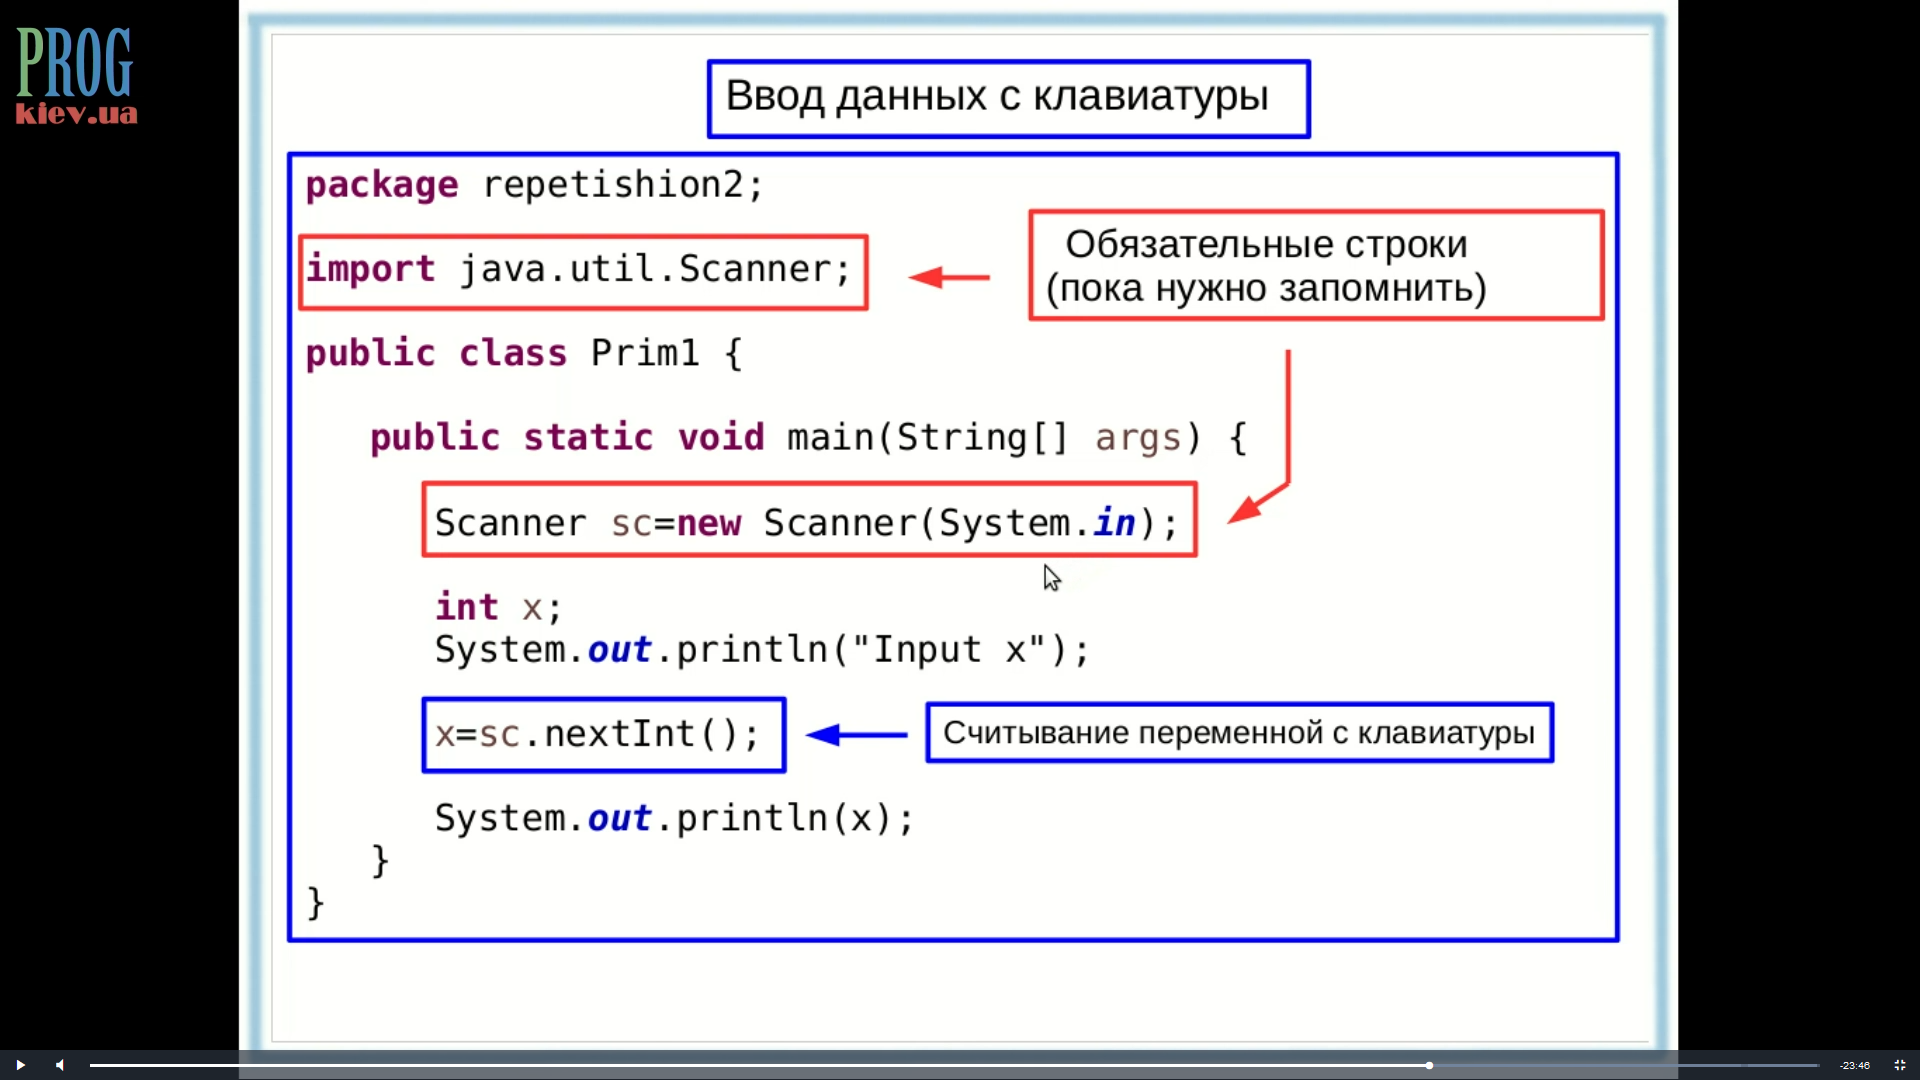 PROG
kiev.ua
Ввод данных с клавиатуры
package repetishion2;
import java.util.Scanner;
Обязательные строки
(пока нужно запомнить)
public class Prim1 {
public static void main(String[] args) {
Scanner sc=new Scanner(System.in);
int x;
System.out.println("Input x");
x=sc.nextInt();
Считывание переменной с клавиатуры
System.out.println(x);
}
}
-23:46